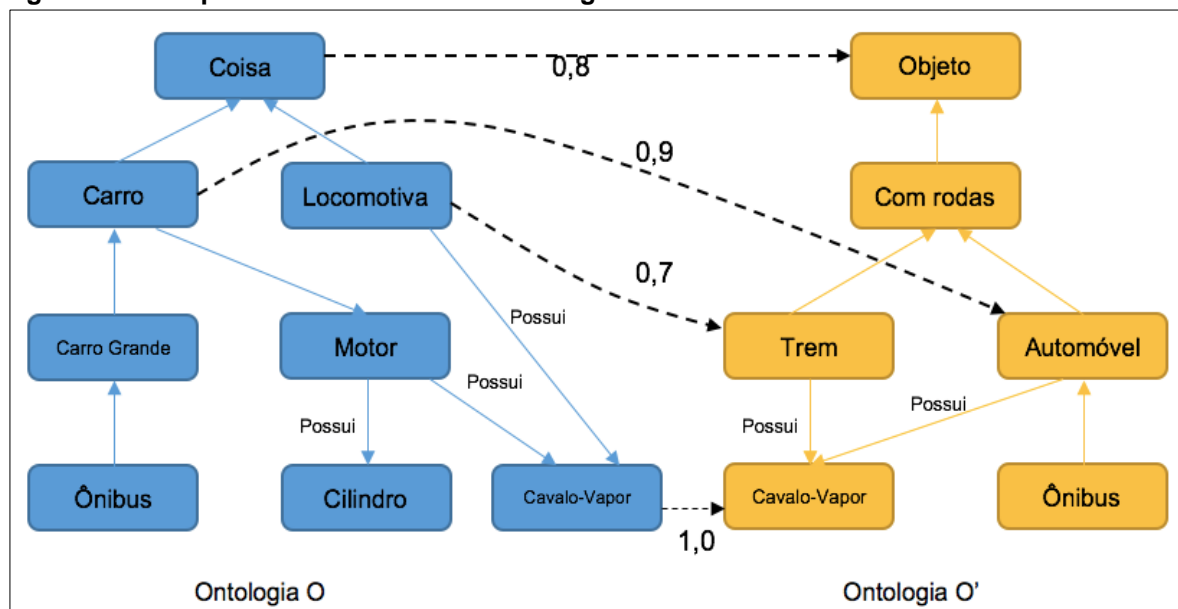 Coisa
0,8
Objeto
0,9
Carro
Locomotiva
Com rodas
0,7
Possui
Carro Grande
Motor
Trem
Automóvel
Possui
Possui
Possui
Possui
Ônibus
Cilindro
Cavalo-Vapor
Cavalo-Vapor
Ônibus
1,0
Ontologia O
Ontologia O'